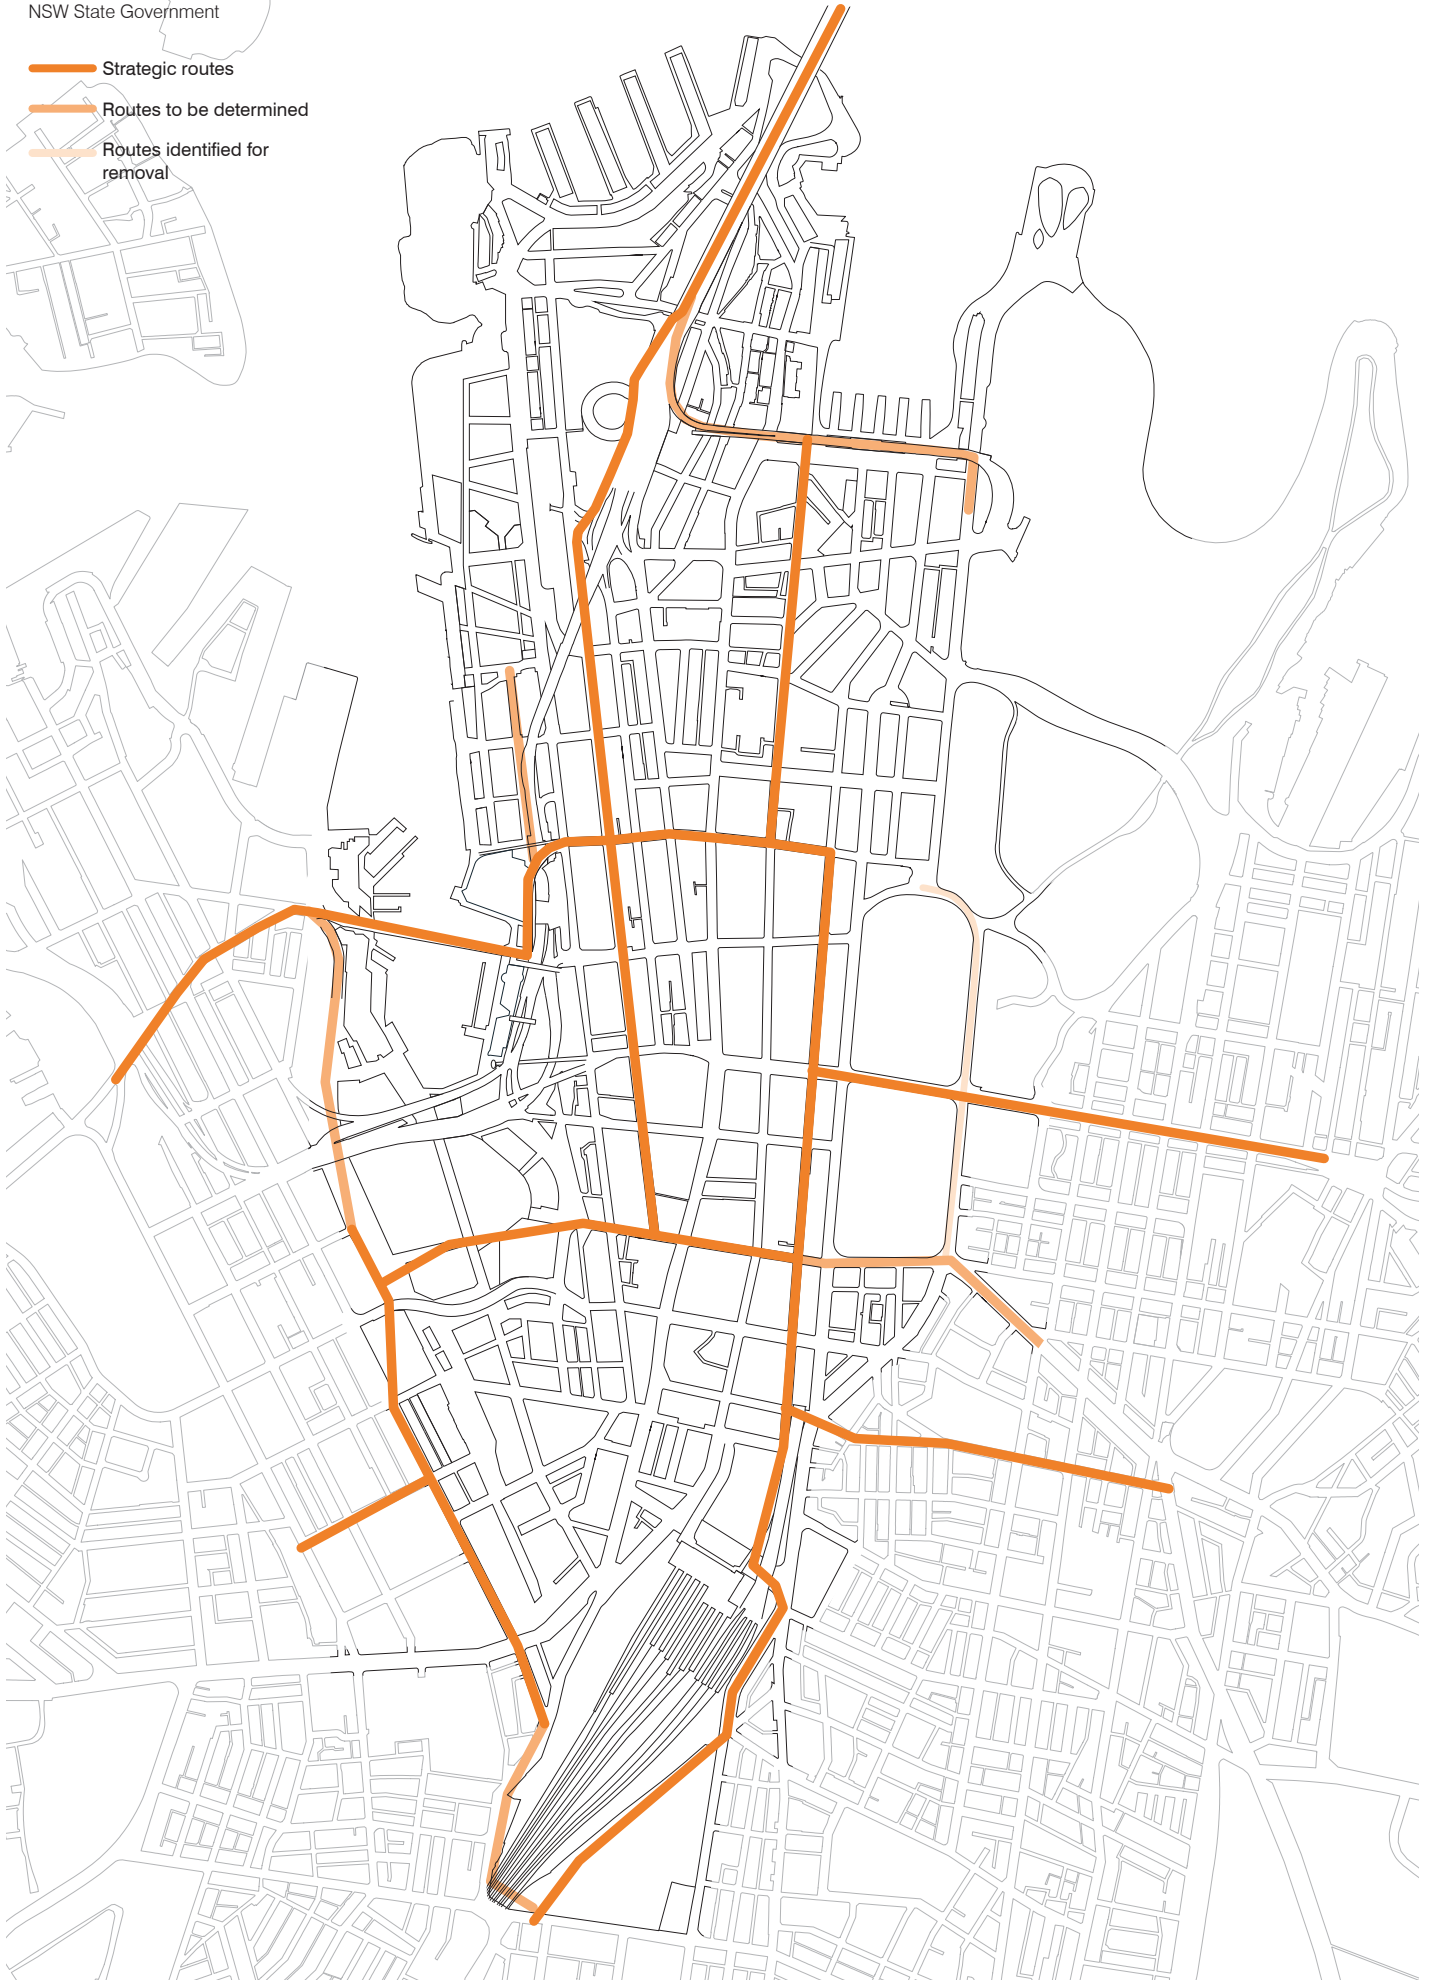 NSW State Government
Strategic routes
Routes to be determined
Routes identified for
removal